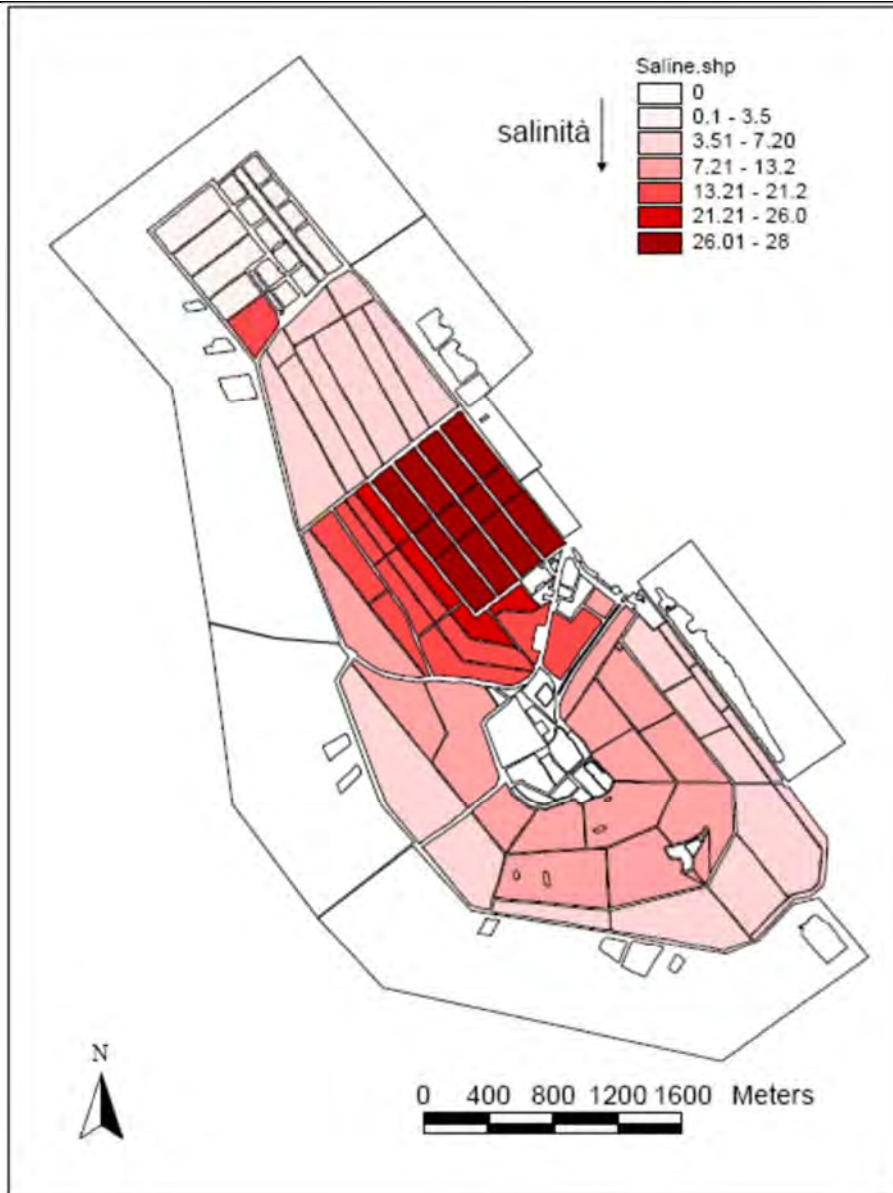 Saline.shp
salinità
0
0.1 - 3.5
3.51 - 7.20
7.21 - 13.2
13.21 - 21.2
21.21 - 26.0
26.01 - 28
N
0 400 800 1200 1600 Meters